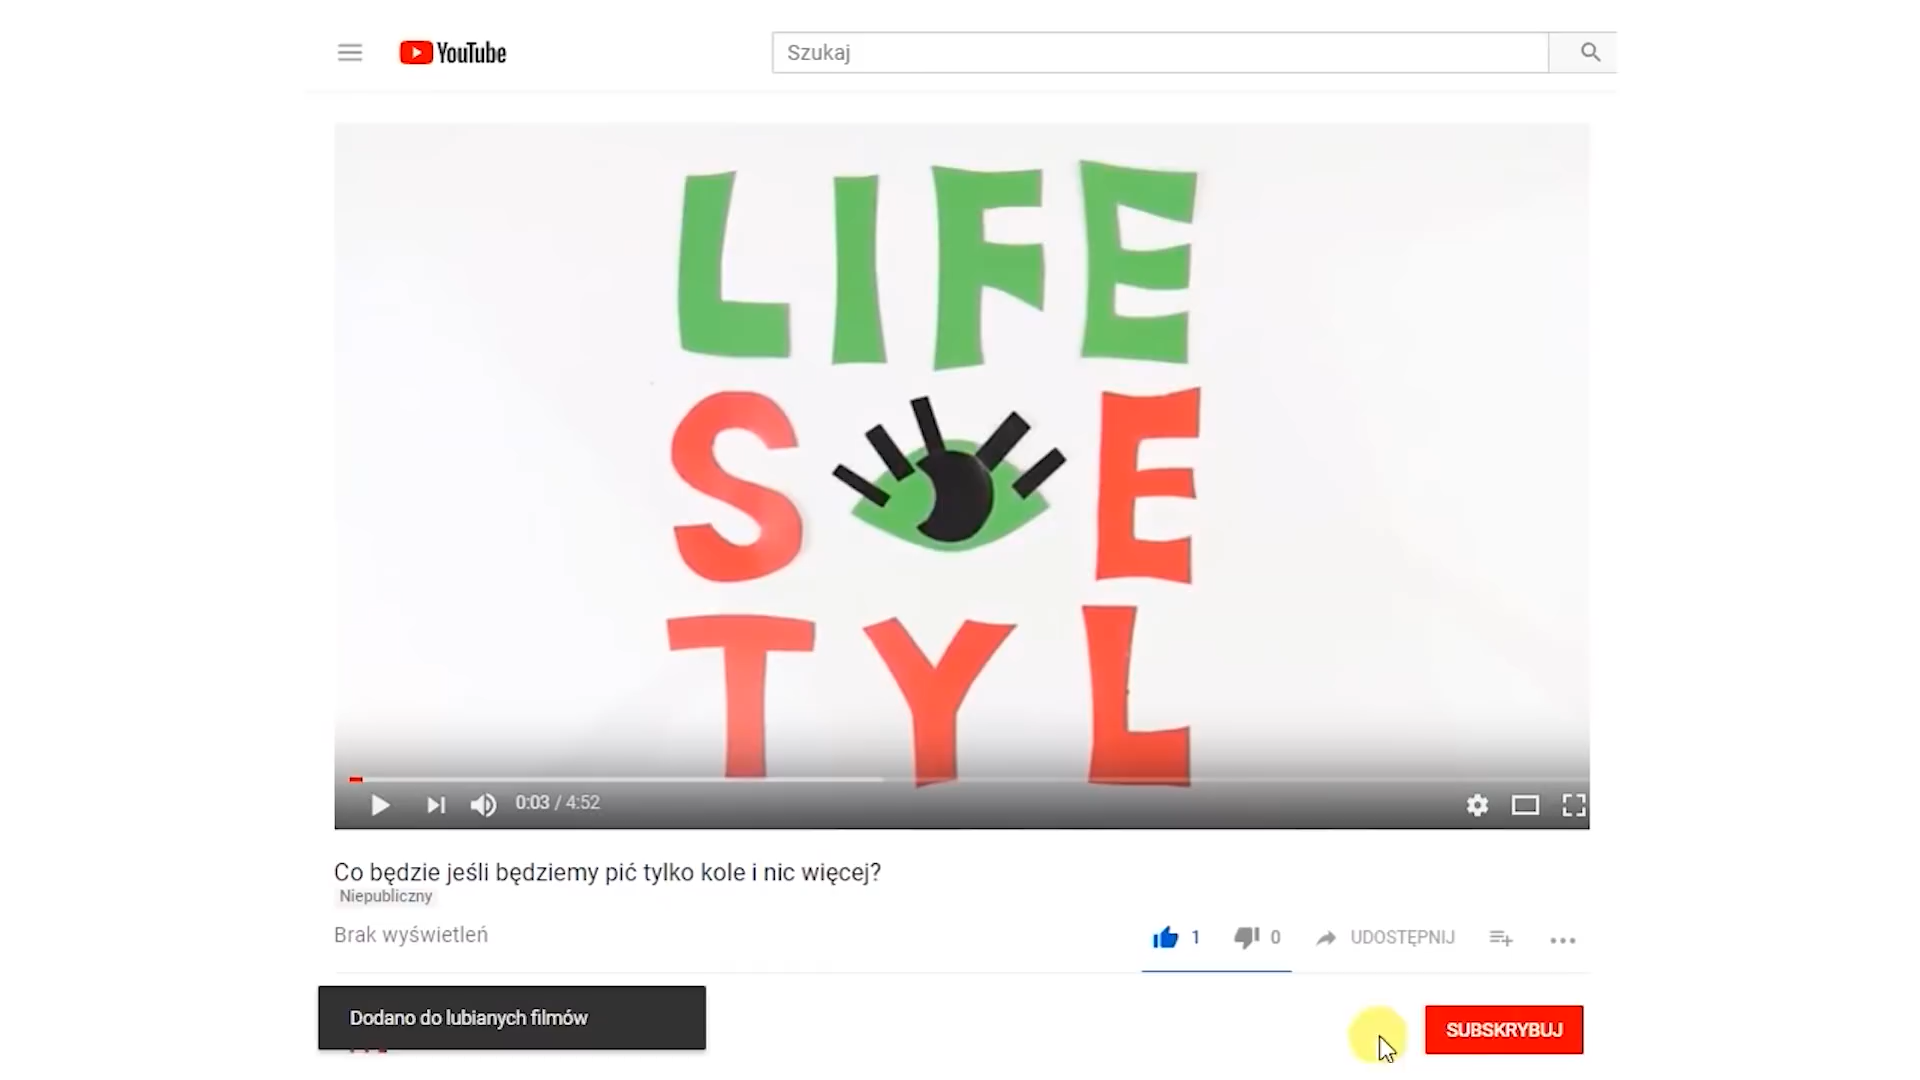 YouTube
Szukaj
LIFE
S E
TYL
0:03 / 4:52
Co będzie jeśli będziemy pić tylko kole i nic więcej?
Niepubliczny
Brak wyświetleń
1 0 UDOSTĘPNIJ
Dodano do lubianych filmów
SUBSKRYBUJ